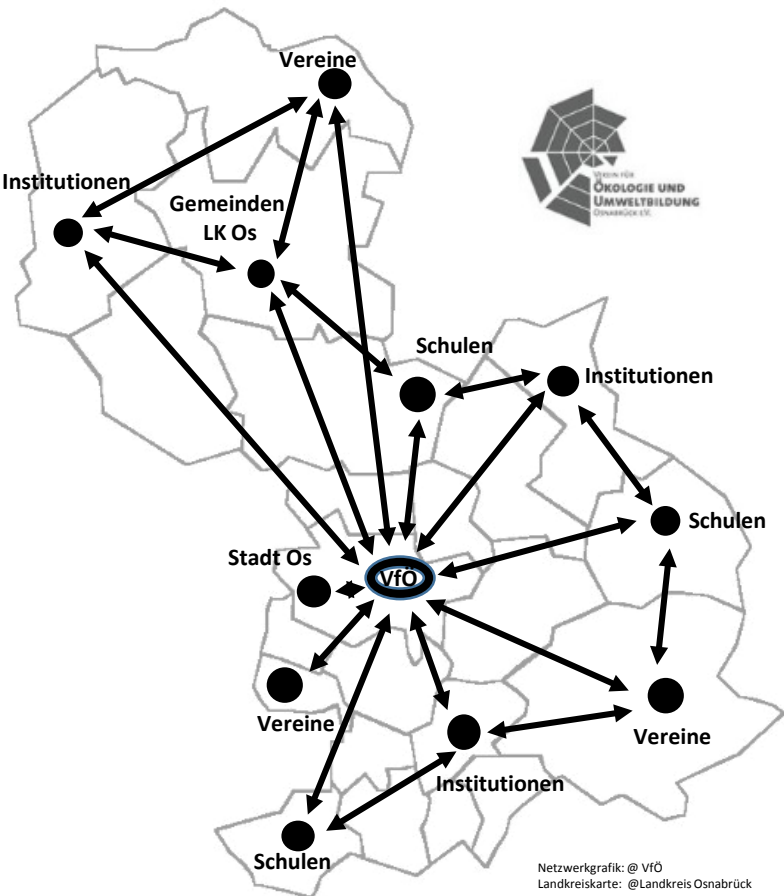 Vereine
Institutionen
VEREIN FÜR
ÖKOLOGIE UND
UMWELTBILDUNG
OSNABRÜCK E.V.
Gemeinden
LK Os
Schulen
Institutionen
Schulen
Stadt Os
VfÖ
Vereine
Vereine
Institutionen
Schulen
Netzwerkgrafik: @ VfÖ
Landkreiskarte: @Landkreis Osnabrück